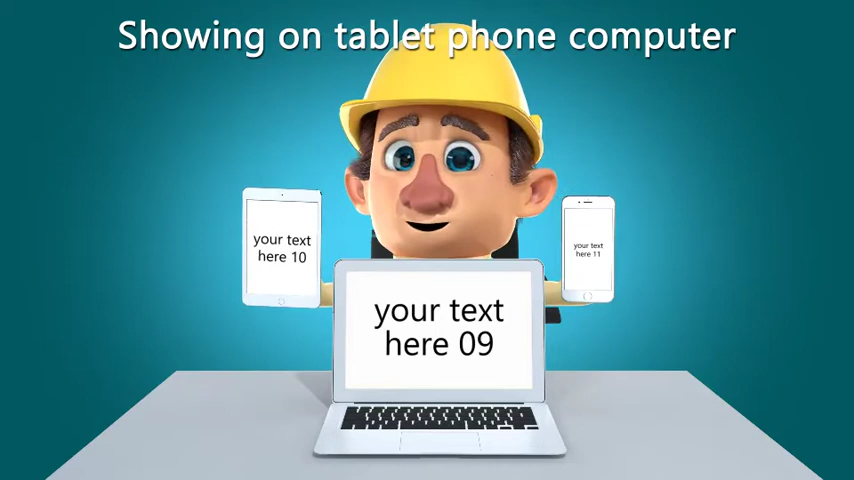 Showing on tablet phone computer
your text
here 10
your text
here 11
your text
here 09